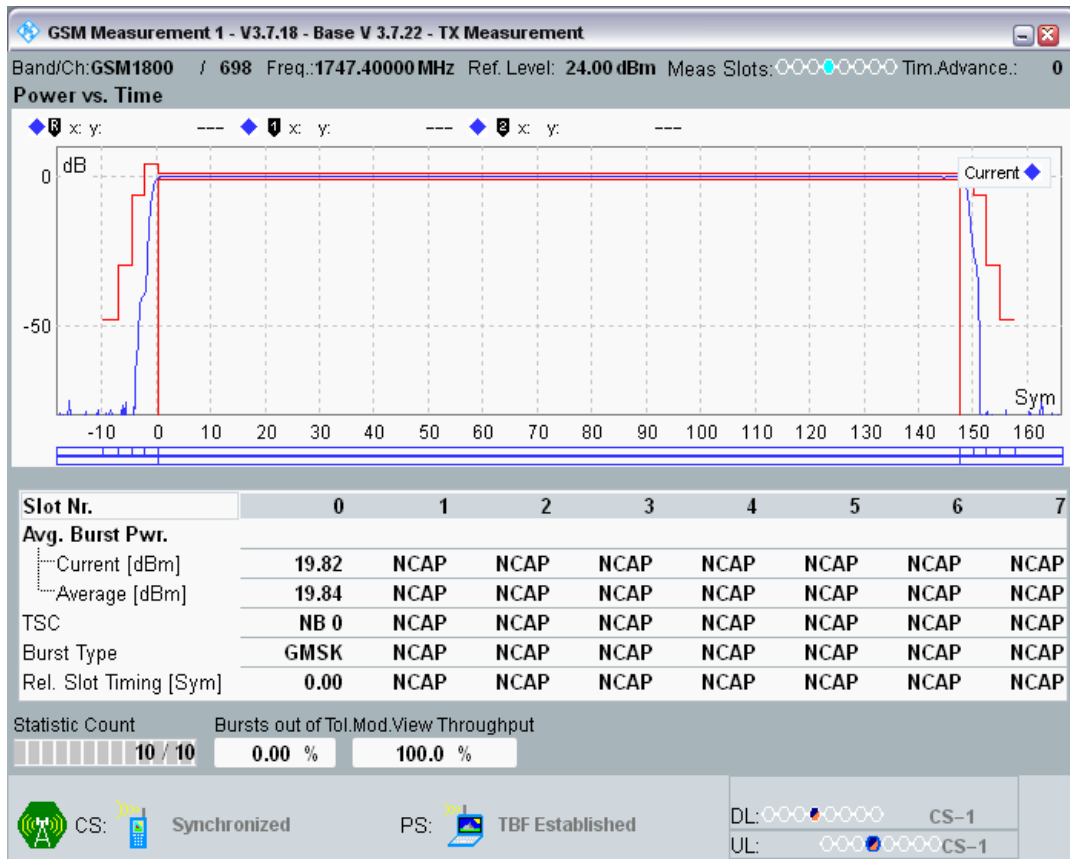 GSM Measurement 1 - V3.7.18 - Base V 3.7.22 - TX Measurement
Band/Ch:GSM1800 / 698 Freq.:1747.40000 MHz Ref. Level: 24.00 dBm Meas Slots: Tim.Advance.: 0
Power vs. Time
R x: y: --- 1 x: y: --- 2 x: y: ---
dB
Current
0
-50
Sym
-10 0 10 20 30 40 50 60 70 80 90 100 110 120 130 140 150 160
Slot Nr. 0 1 2 3 4 5 6 7
Avg. Burst Pwr.
Current [dBm] 19.82 NCAP NCAP NCAP NCAP NCAP NCAP NCAP
Average [dBm] 19.84 NCAP NCAP NCAP NCAP NCAP NCAP NCAP
TSC NB 0 NCAP NCAP NCAP NCAP NCAP NCAP NCAP
Burst Type GMSK NCAP NCAP NCAP NCAP NCAP NCAP NCAP
Rel. Slot Timing [Sym] 0.00 NCAP NCAP NCAP NCAP NCAP NCAP NCAP
Statistic Count Bursts out of Tol. Mod.View Throughput
10 / 10 0.00 % 100.0 %
CS: Synchronized PS: TBF Established DL: CS-1
UL: CS-1